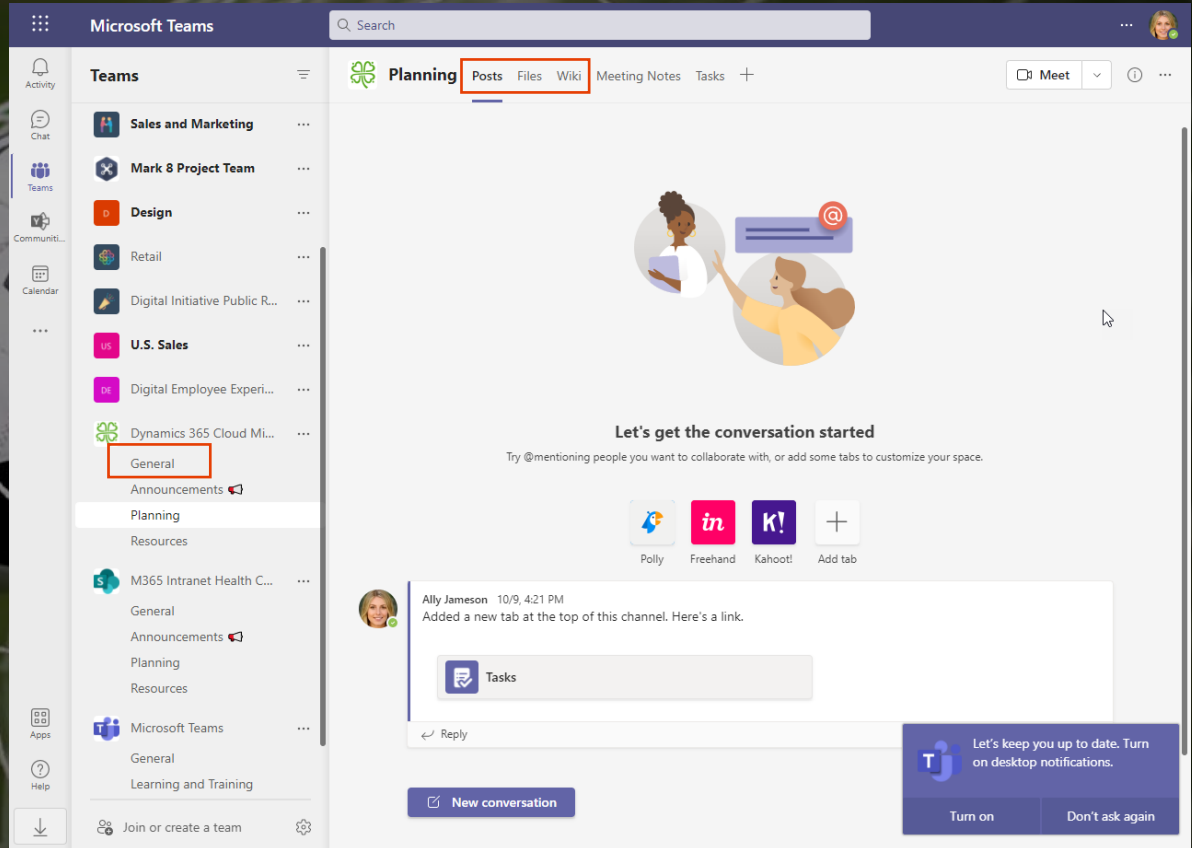 Microsoft Teams
Search
Activity
Chat
Teams
Communiti...
Calendar
Apps
Help
Teams
Sales and Marketing
Mark 8 Project Team
D
Design
Retail
Digital Initiative Public R...
US
U.S. Sales
DE
Digital Employee Experi...
Dynamics 365 Cloud Mi...
General
Announcements
Planning
Resources
S
M365 Intranet Health C...
General
Announcements
Planning
Resources
T
Microsoft Teams
General
Learning and Training
Join or create a team
Planning Posts Files Wiki Meeting Notes Tasks
Meet
@
Let's get the conversation started
Try @mentioning people you want to collaborate with, or add some tabs to customize your space.
in
K!
Polly Freehand Kahoot! Add tab
Ally Jameson 10/9, 4:21 PM
Added a new tab at the top of this channel. Here's a link.
Tasks
Reply
New conversation
T
Let's keep you up to date. Turn
on desktop notifications.
Turn on Don't ask again